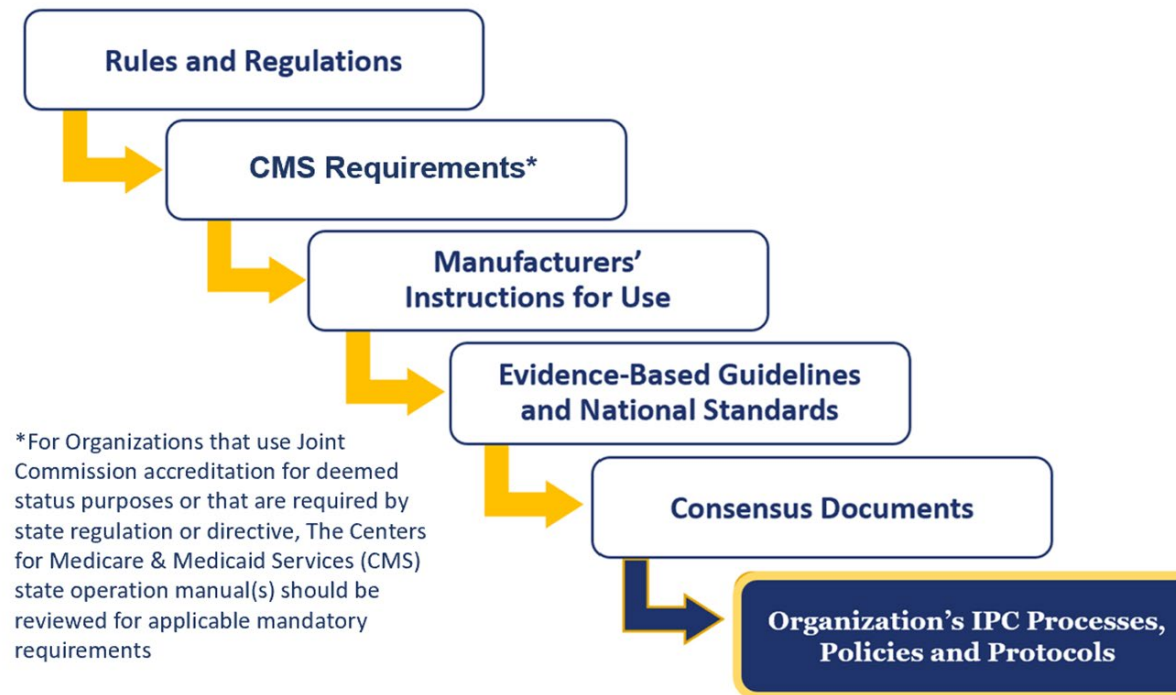 Rules and Regulations
CMS Requirements*
Manufacturers’
Instructions for Use
Evidence-Based Guidelines
and National Standards
*For Organizations that use Joint
Commission accreditation for deemed
status purposes or that are required by
state regulation or directive, The Centers
for Medicare & Medicaid Services (CMS)
state operation manual(s) should be
reviewed for applicable mandatory
requirements
Consensus Documents
Organization’s IPC Processes,
Policies and Protocols